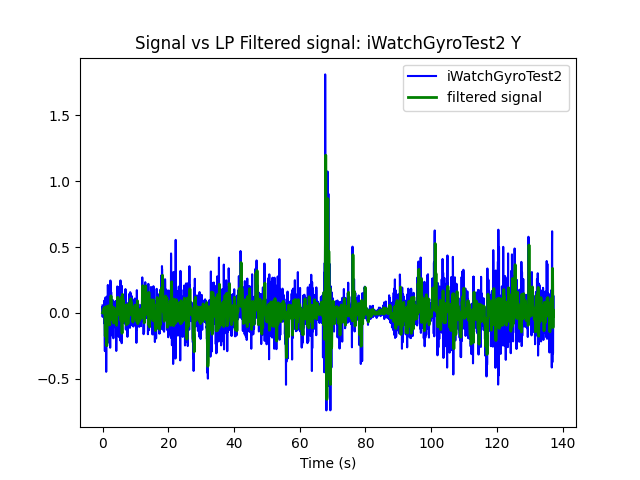 Signal vs LP Filtered signal: iWatchGyroTest2 Y
iWatchGyroTest2
filtered signal
1.5
1.0
0.5
0.0
−0.5
0 20 40 60 80 100 120 140
Time (s)